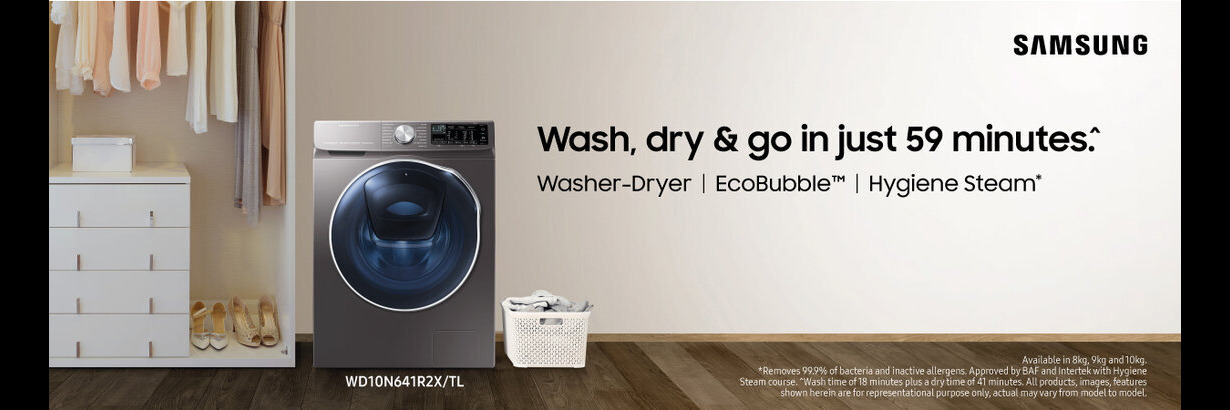 SAMSUNG
Wash, dry & go in just 59 minutes.^
Washer-Dryer | EcoBubble™ | Hygiene Steam*
WD10N641R2X/TL
Available in 8kg, 9kg and 10kg.
*Removes 99.9% of bacteria and inactive allergens. Approved by BAF and Intertek with Hygiene
Steam course. ^Wash time of 18 minutes plus a dry time of 41 minutes. All products, images, features
shown herein are for representational purpose only, actual may vary from model to model.